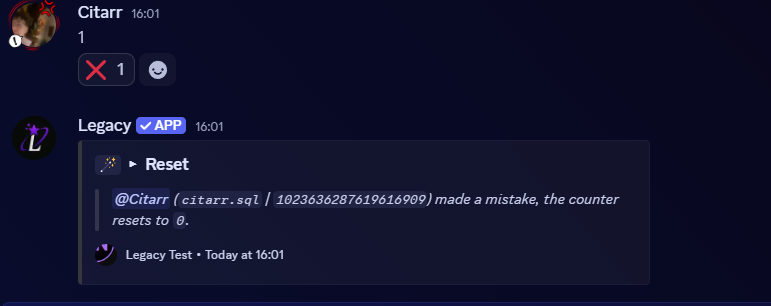 Citarr 16:01
1
1
Legacy APP 16:01
Reset
@Citarr (citarr.sql | 1023636287619616909) made a mistake, the counter
resets to 0.
Legacy Test • Today at 16:01